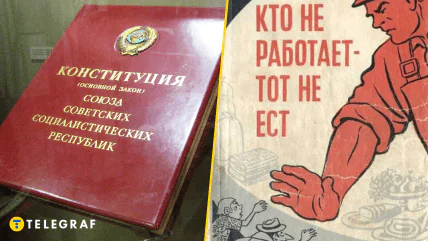 КОНСТИТУЦИЯ
(ОСНОВНОЙ ЗАКОН)
СОЮЗА
СОВЕТСКИХ
СОЦИАЛИСТИЧЕСКИХ
РЕСПУБЛИК
КТО НЕ
РАБОТАЕТ-
ТОТ НЕ
ЕСТ
TELEGRAF